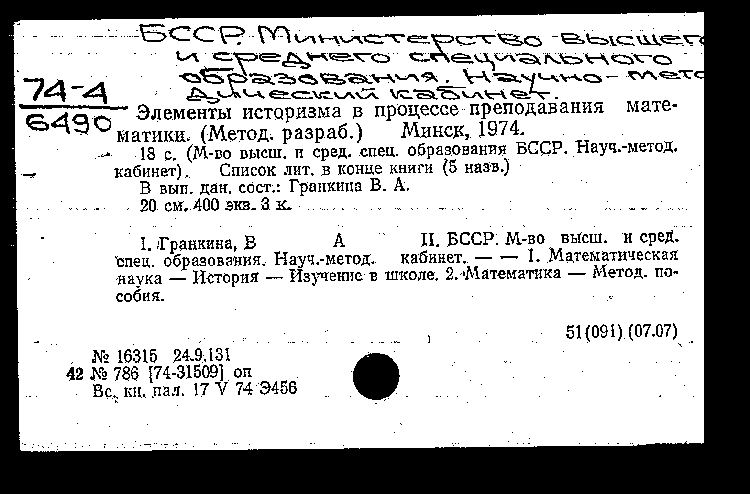 БССР. Министерство высшего
и среднего специального
образования. Научно-мето
дический кабинет.
74-4
6490
Элементы историзма в процессе преподавания мате-
матики. (Метод. разраб.) Минск, 1974.
18 с. (М-во высш. и сред. спец. образования БССР. Науч.-метод.
кабинет). Список лит. в конце книги (5 назв.)
В вып. дан. сост.: Гранкина В. А.
20 см. 400 экз. 3 к.
I. Гранкина, В А II. БССР. М-во высш. и сред.
спец. образования. Науч.-метод. кабинет. — — 1. Математическая
наука — История — Изучение в школе. 2. Математика — Метод. по-
собия.
51(091) (07.07)
№ 16315 24.9.131
42 № 786 [74-31509] оп
Вс. кн. пал. 17 V 74 Э456